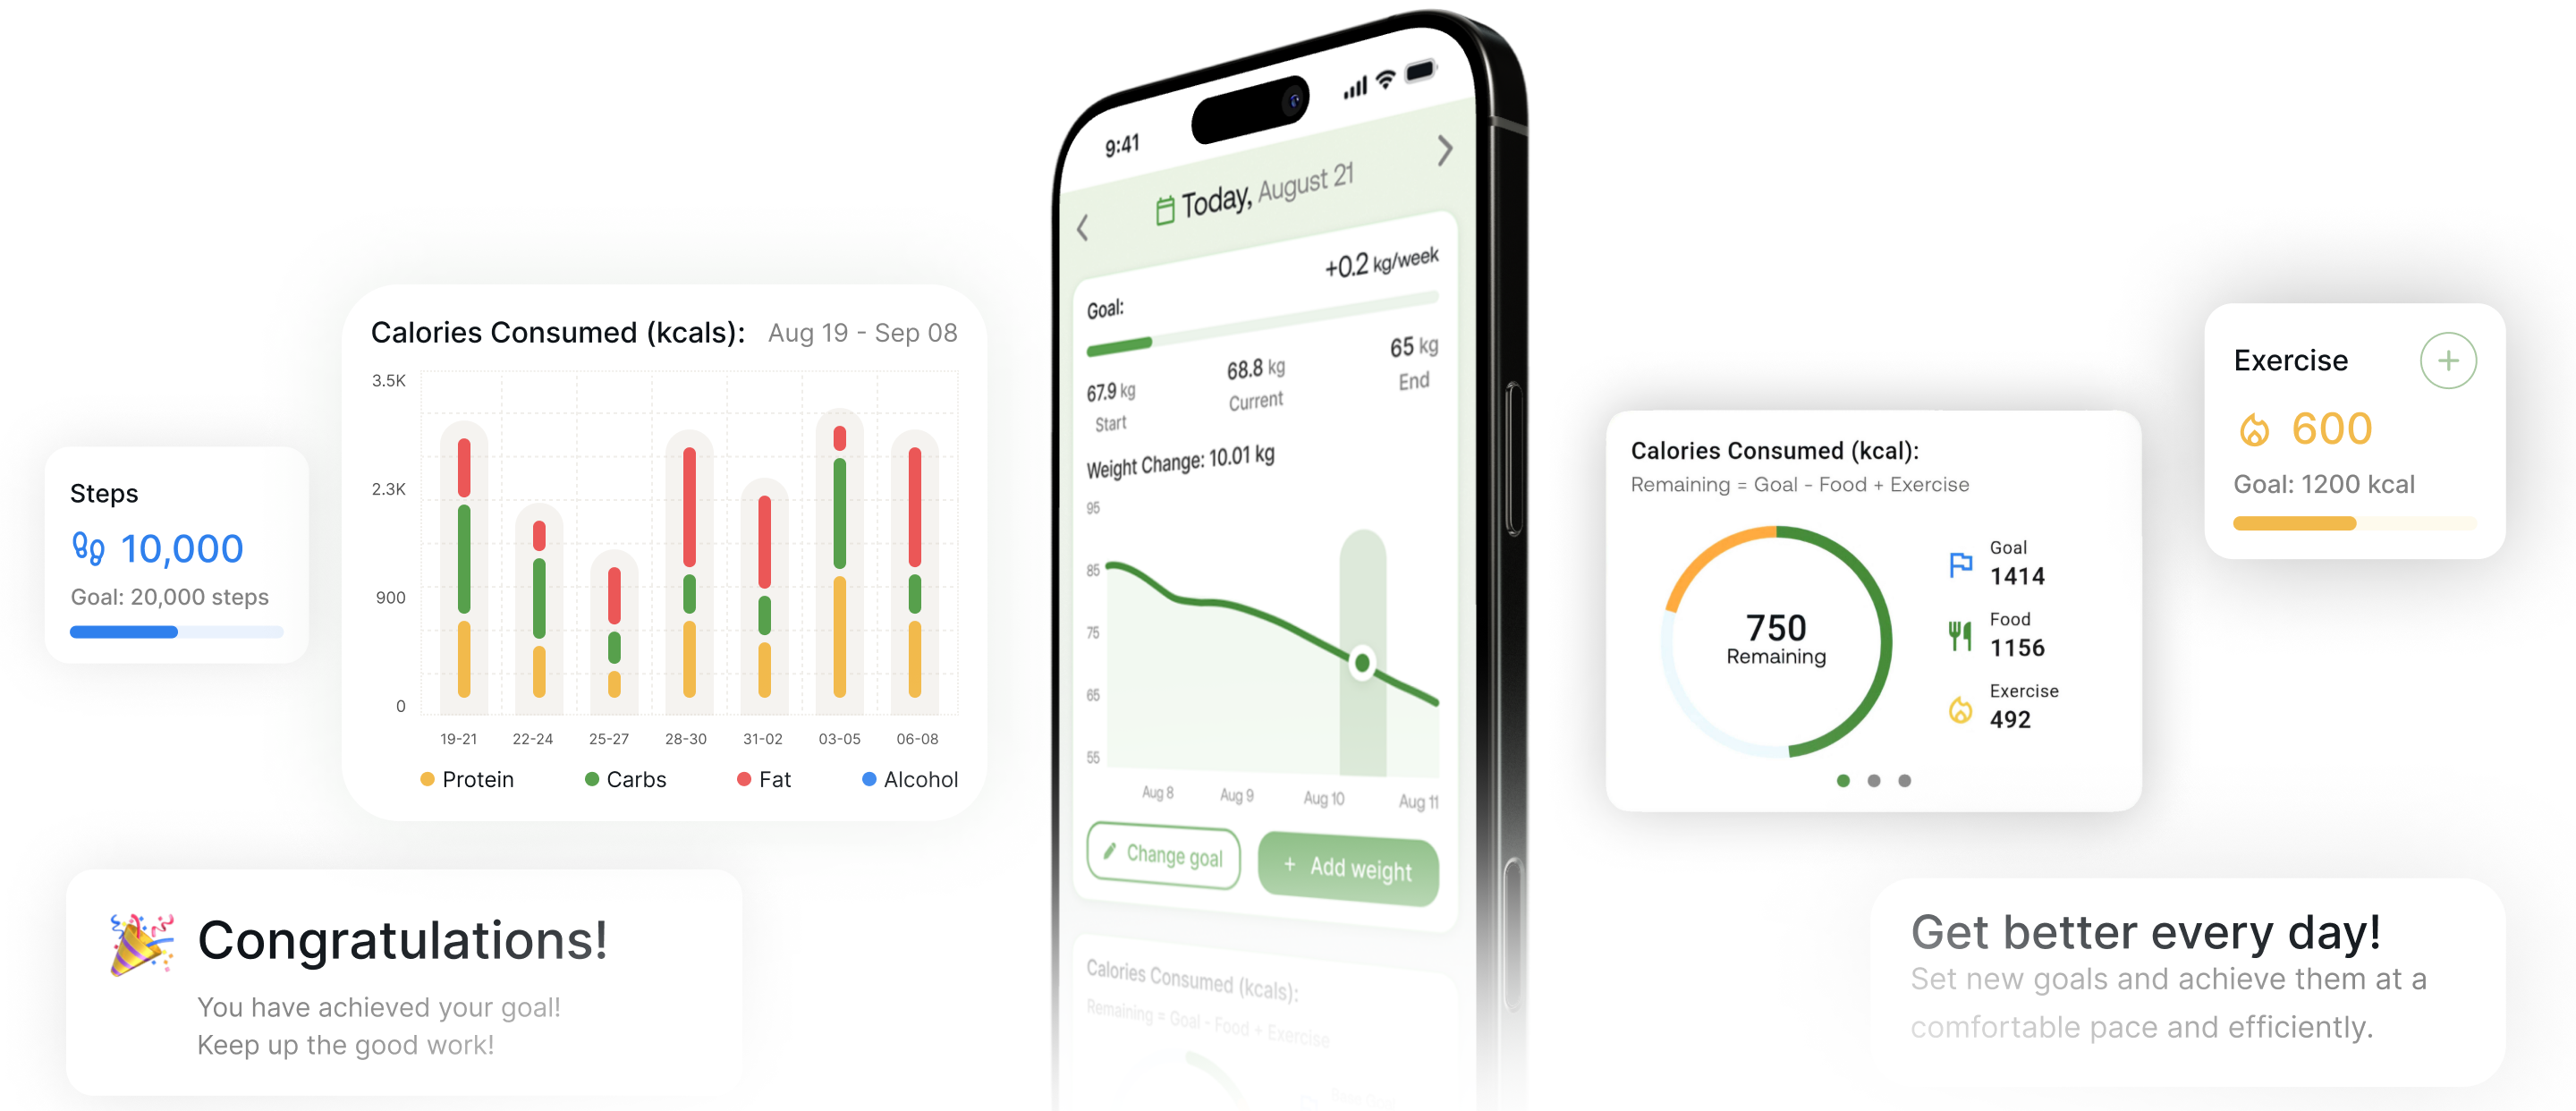 Steps
10,000
Goal: 20,000 steps
Calories Consumed (kcals): Aug 19 - Sep 08
3.5K
2.3K
900
0
19-21 22-24 25-27 28-30 31-02 03-05 06-08
Protein Carbs Fat Alcohol
Congratulations!
You have achieved your goal!
Keep up the good work!
9:41
Today, August 21
+0.2 kg/week
Goal:
67.9 kg 68.8 kg 65 kg
Start Current End
Weight Change: 10.01 kg
95
85
75
65
55
Aug 8 Aug 9 Aug 10 Aug 11
Change goal
+ Add weight
Calories Consumed (kcals):
Remaining = Goal - Food + Exercise
Calories Consumed (kcal):
Remaining = Goal - Food + Exercise
750
Remaining
Goal
1414
Food
1156
Exercise
492
Exercise
600
Goal: 1200 kcal
Get better every day!
Set new goals and achieve them at a
comfortable pace and efficiently.